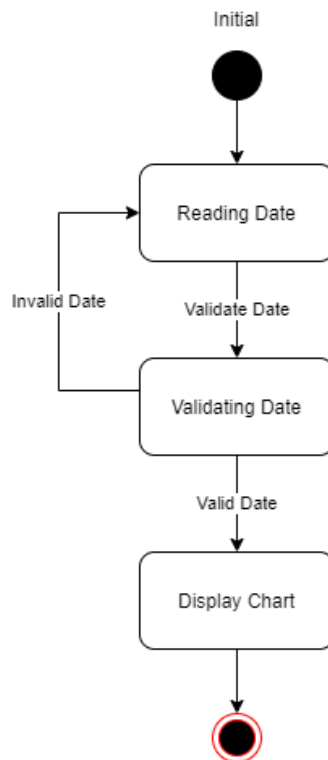 Initial
Reading Date
Invalid Date
Validate Date
Validating Date
Valid Date
Display Chart